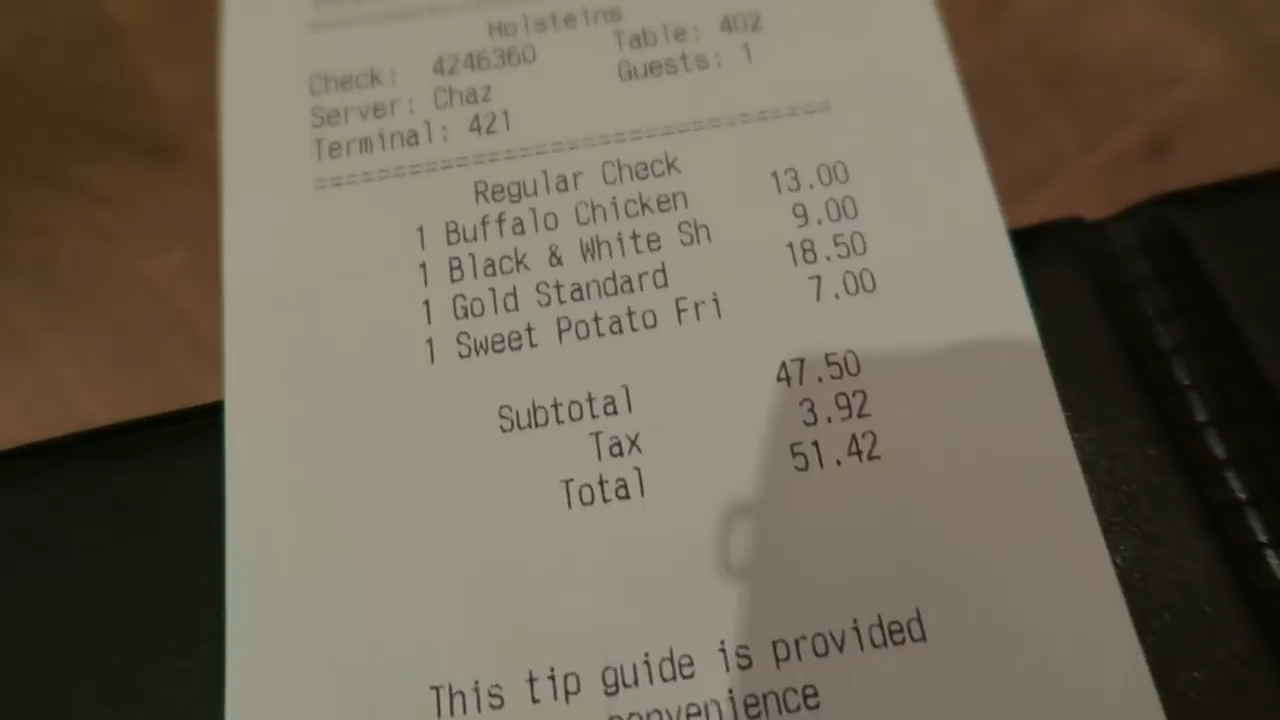 Holsteins
Check: 4246360 Table: 402
Server: Chaz Guests: 1
Terminal: 421
==================================
Regular Check
1 Buffalo Chicken 13.00
1 Black & White Sh 9.00
1 Gold Standard 18.50
1 Sweet Potato Fri 7.00
Subtotal 47.50
Tax 3.92
Total 51.42
This tip guide is provided
convenience